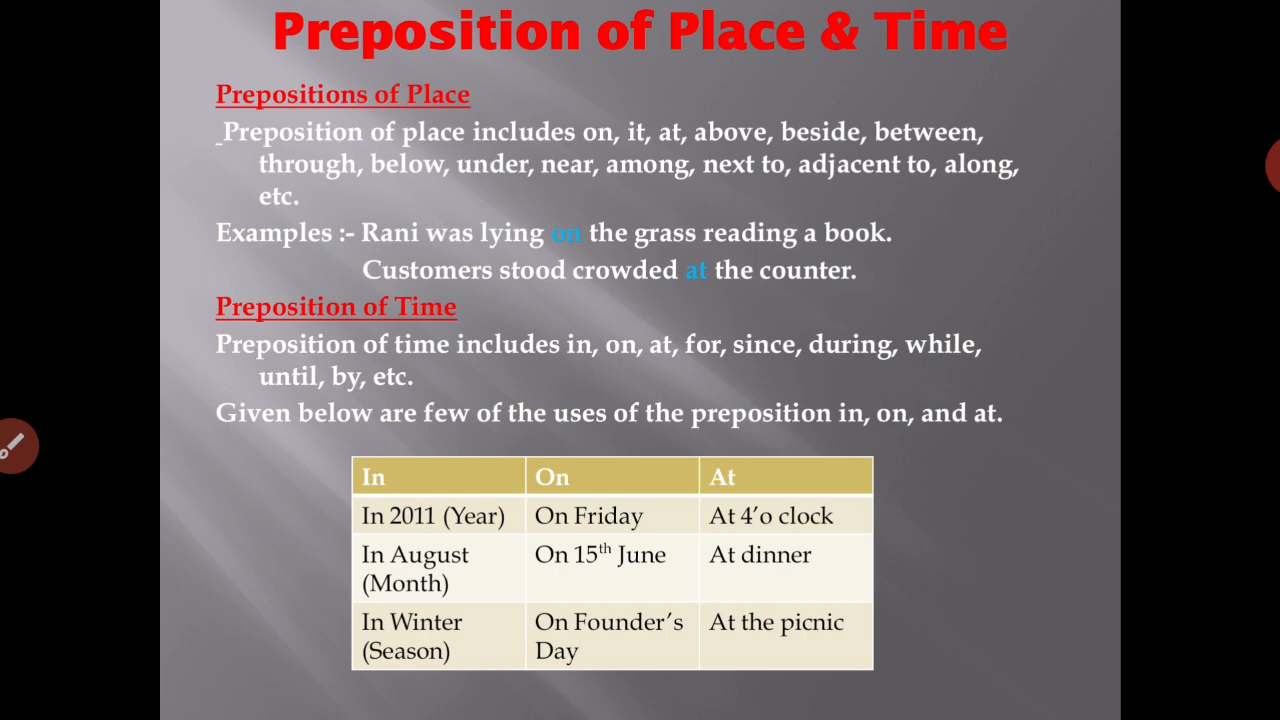 Preposition of Place & Time
Prepositions of Place
Preposition of place includes on, it, at, above, beside, between,
through, below, under, near, among, next to, adjacent to, along,
etc.
Examples :- Rani was lying on the grass reading a book.
Customers stood crowded at the counter.
Preposition of Time
Preposition of time includes in, on, at, for, since, during, while,
until, by, etc.
Given below are few of the uses of the preposition in, on, and at.
In On At
In 2011 (Year) On Friday At 4’o clock
In August On 15th June At dinner
(Month)
In Winter On Founder’s At the picnic
(Season) Day